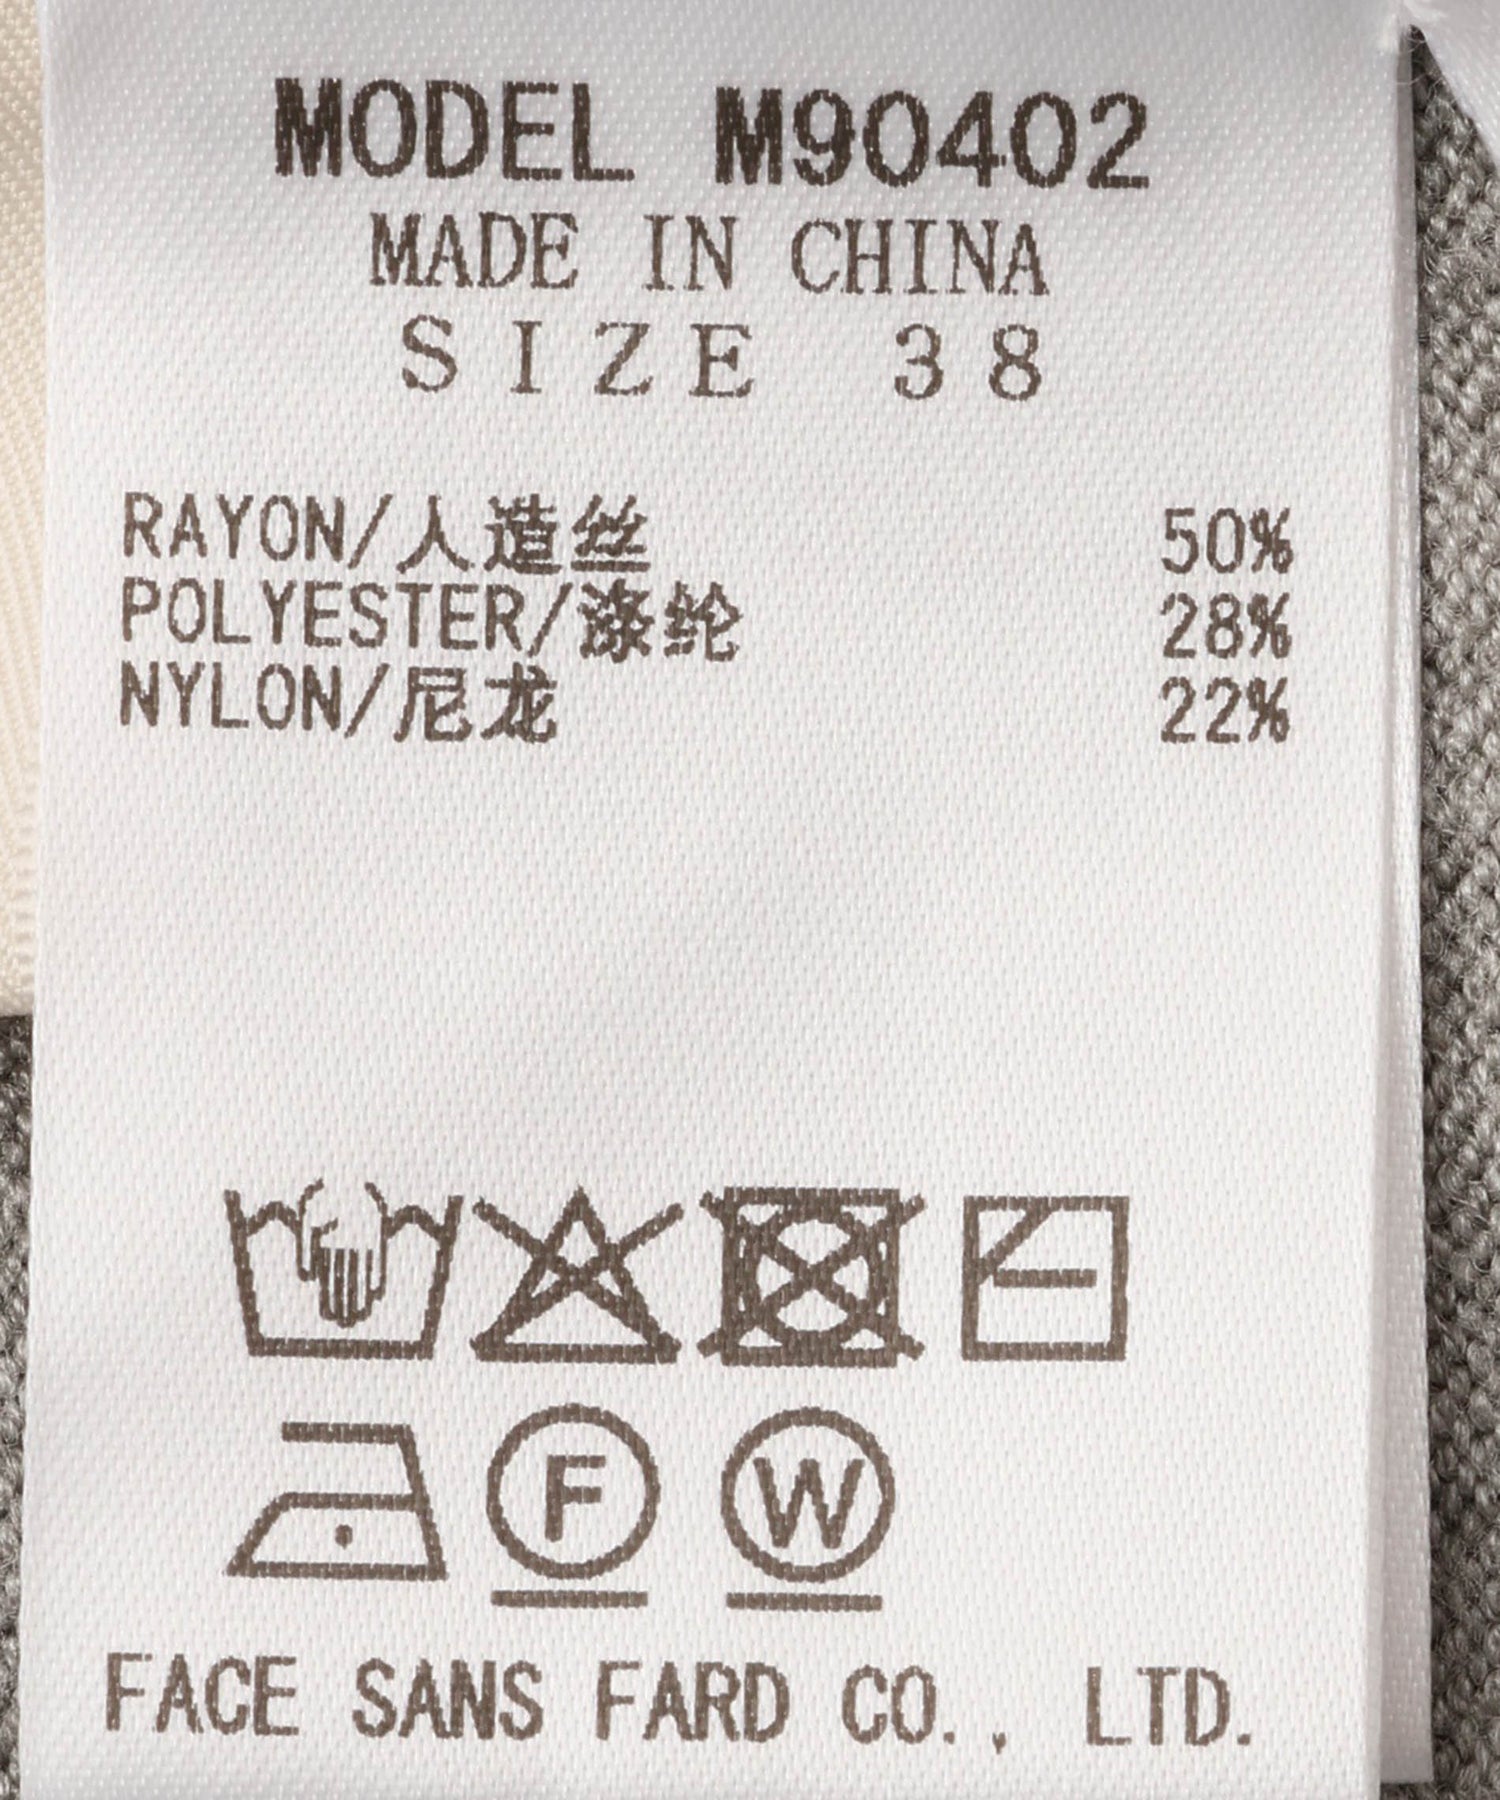 MODEL M90402
MADE IN CHINA
SIZE 38
RAYON/人造丝 50%
POLYESTER/涤纶 28%
NYLON/尼龙 22%
F W
FACE SANS FARD CO., LTD.